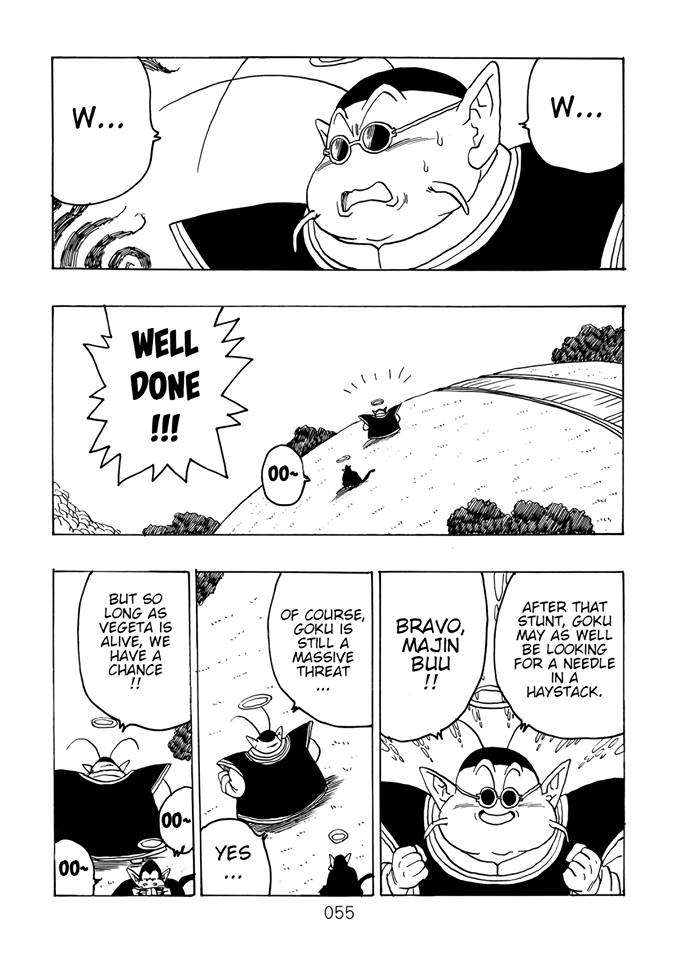 W...
W...
WELL
DONE
!!!
OO~
AFTER THAT
STUNT, GOKU
MAY AS WELL
BE LOOKING
FOR A NEEDLE
IN A
HAYSTACK.
BRAVO,
MAJIN
BUU
!!
OF COURSE,
GOKU IS
STILL A
MASSIVE
THREAT
...
YES...
BUT SO
LONG AS
VEGETA IS
ALIVE, WE
HAVE A
CHANCE
!!
OO~
OO~
055